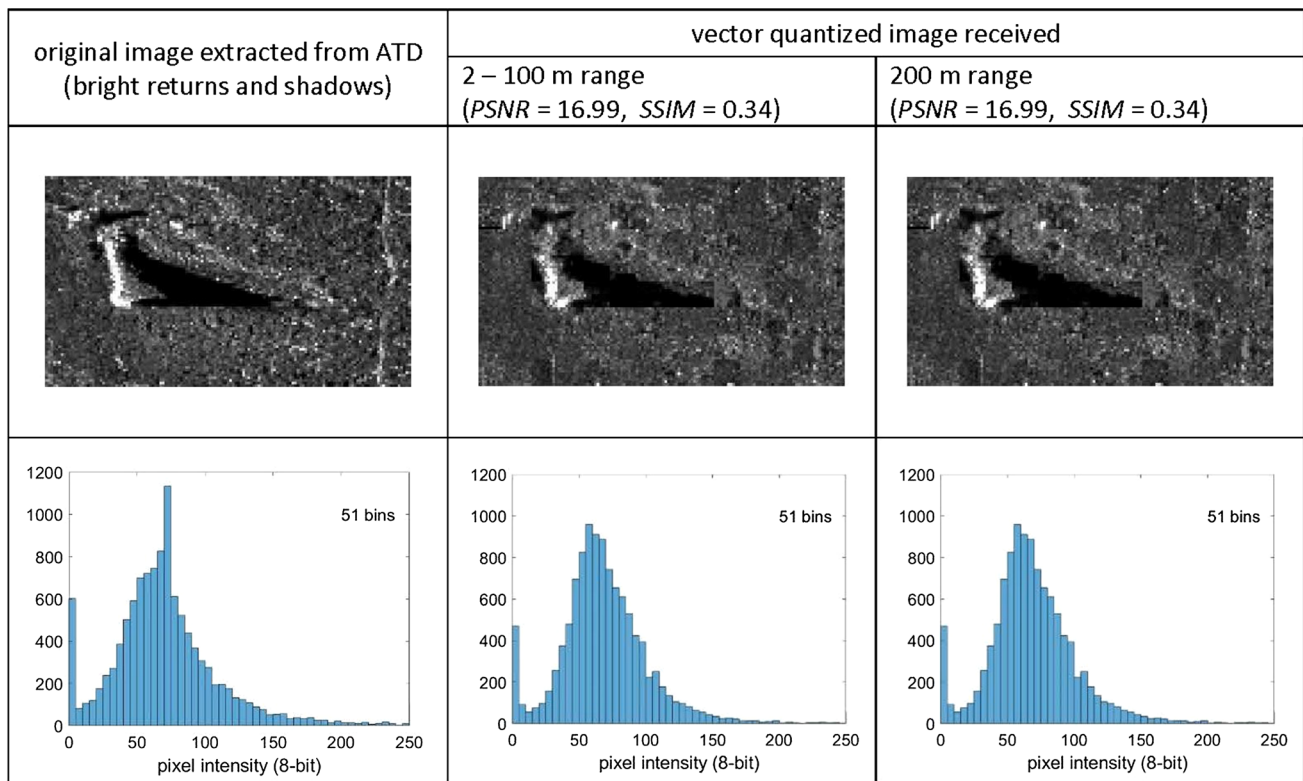 original image extracted from ATD
(bright returns and shadows)
vector quantized image received
2 – 100 m range
(PSNR = 16.99, SSIM = 0.34)
200 m range
(PSNR = 16.99, SSIM = 0.34)
1200
1000
800
600
400
200
0
51 bins
0 50 100 150 200 250
pixel intensity (8-bit)
1200
1000
800
600
400
200
0
51 bins
0 50 100 150 200 250
pixel intensity (8-bit)
1200
1000
800
600
400
200
0
51 bins
0 50 100 150 200 250
pixel intensity (8-bit)